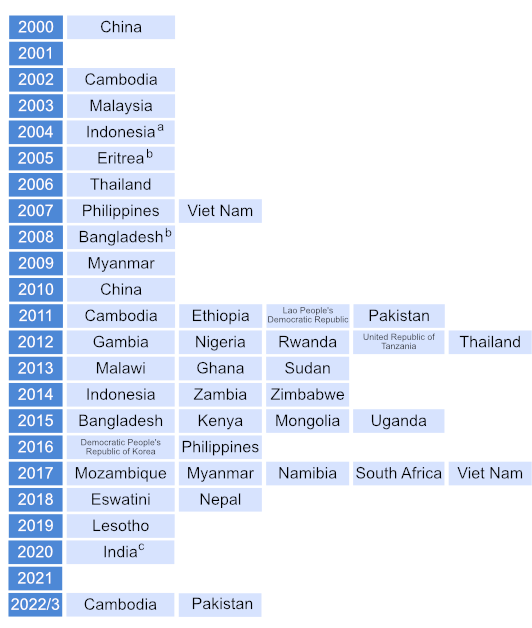 2000 China
2001
2002 Cambodia
2003 Malaysia
2004 Indonesia a
2005 Eritrea b
2006 Thailand
2007 Philippines Viet Nam
2008 Bangladesh b
2009 Myanmar
2010 China
2011 Cambodia Ethiopia Lao People's Democratic Republic Pakistan
2012 Gambia Nigeria Rwanda United Republic of Tanzania Thailand
2013 Malawi Ghana Sudan
2014 Indonesia Zambia Zimbabwe
2015 Bangladesh Kenya Mongolia Uganda
2016 Democratic People's Republic of Korea Philippines
2017 Mozambique Myanmar Namibia South Africa Viet Nam
2018 Eswatini Nepal
2019 Lesotho
2020 India c
2021
2022/3 Cambodia Pakistan